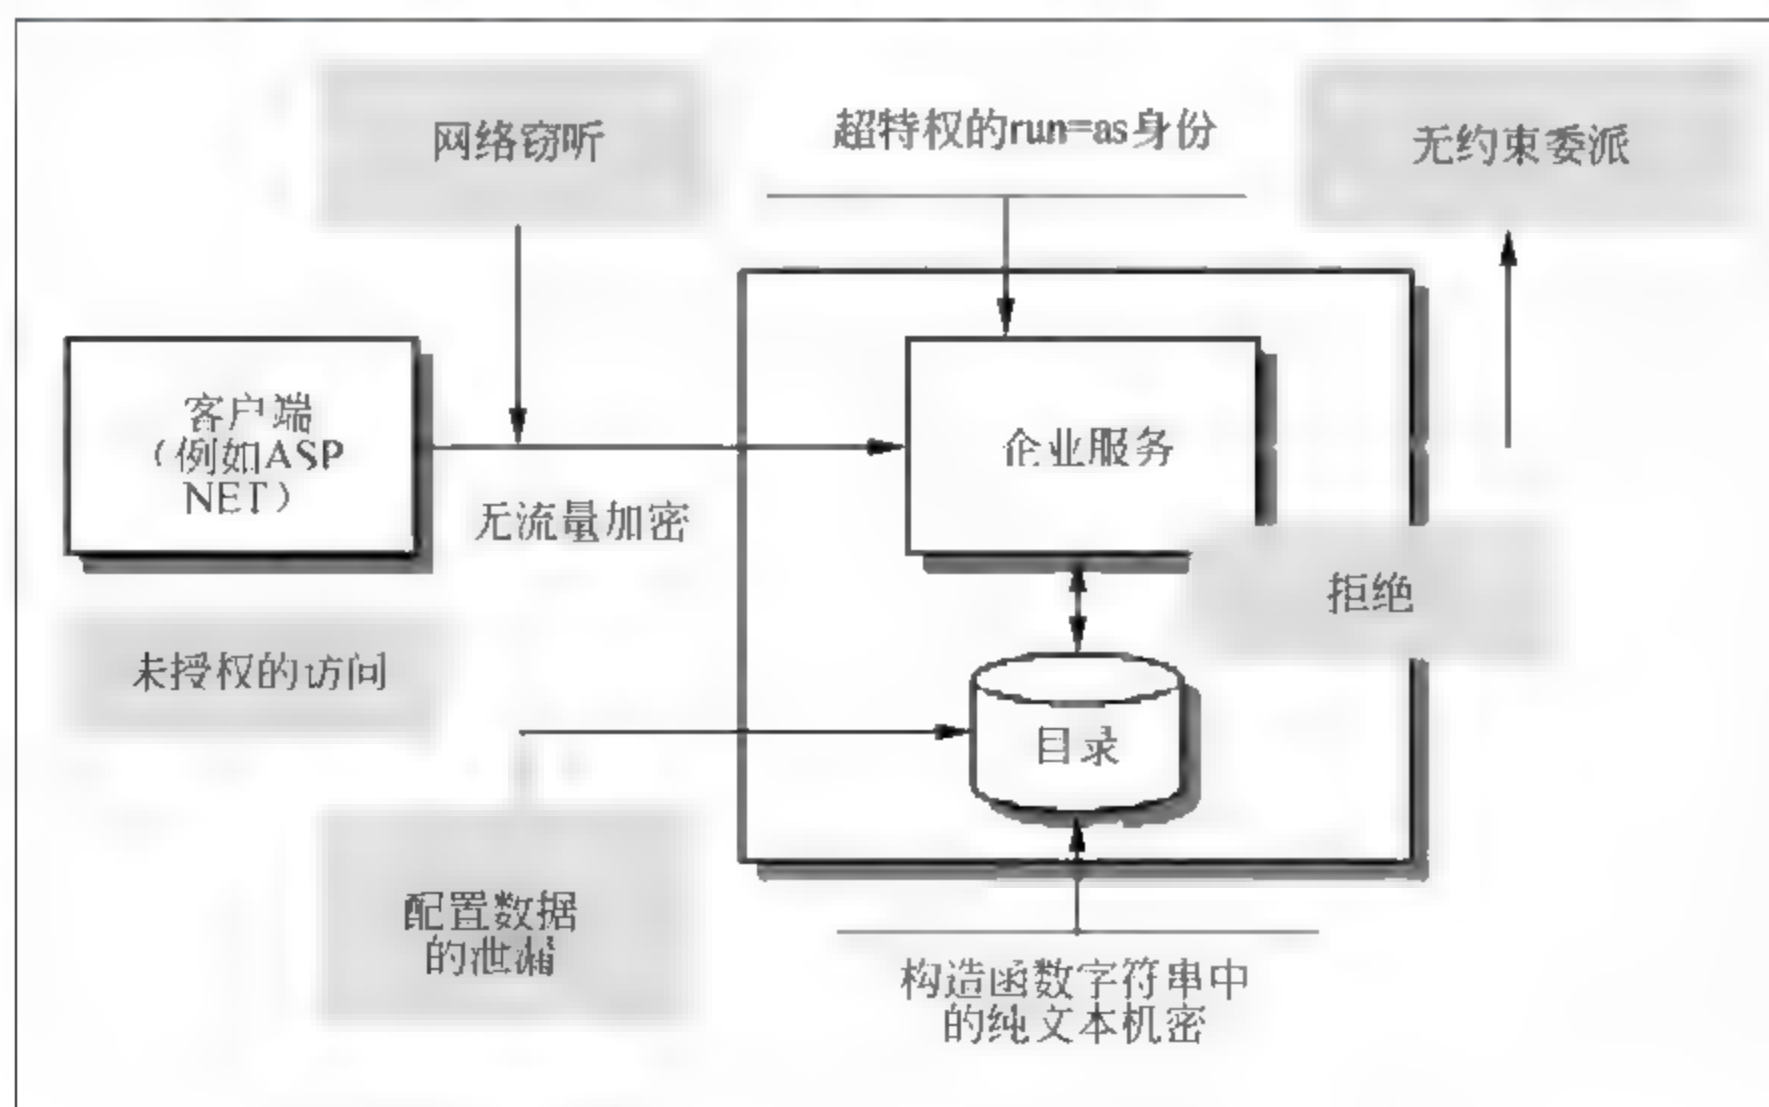 网络窃听
超特权的run=as身份
无约束委派
客户端
（例如ASP
NET）
企业服务
无流量加密
拒绝
未授权的访问
目录
配置数据
的泄漏
构造函数字符串中
的纯文本机密